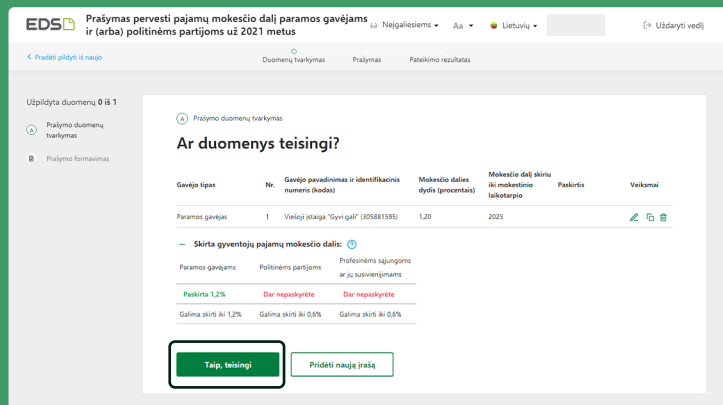 EDS
Prašymas pervesti pajamų mokesčio dalį paramos gavėjams
ir (arba) politinėms partijoms už 2021 metus
Neįgaliesiems
Aa
Lietuvių
Uždaryti vedlį
Pradėti pildyti iš naujo
Duomenų tvarkymas
Prašymas
Pateikimo rezultatas
Užpildyta duomenų 0 iš 1
A
Prašymo duomenų
tvarkymas
Prašymo formavimas
A Prašymo duomenų tvarkymas
Ar duomenys teisingi?
Gavėjo tipas
Nr.
Gavėjo pavadinimas ir identifikacinis
numeris (kodas)
Mokesčio dalies
dydis (procentais)
Mokesčio dalį skiriu
iki mokestinio
laikotarpio
Paskirtis
Veiksmai
Paramos gavėjas
1
Viešoji įstaiga "Gyvi gali" (305881595)
1,20
2025
– Skirta gyventojų pajamų mokesčio dalis: ?
Paramos gavėjams
Politinėms partijoms
Profesinėms sąjungoms
ar jų susivienijimams
Paskirta 1,2%
Dar nepaskyrėte
Dar nepaskyrėte
Galima skirti iki 1,2%
Galima skirti iki 0,6%
Galima skirti iki 0,6%
Taip, teisingi
Pridėti naują įrašą